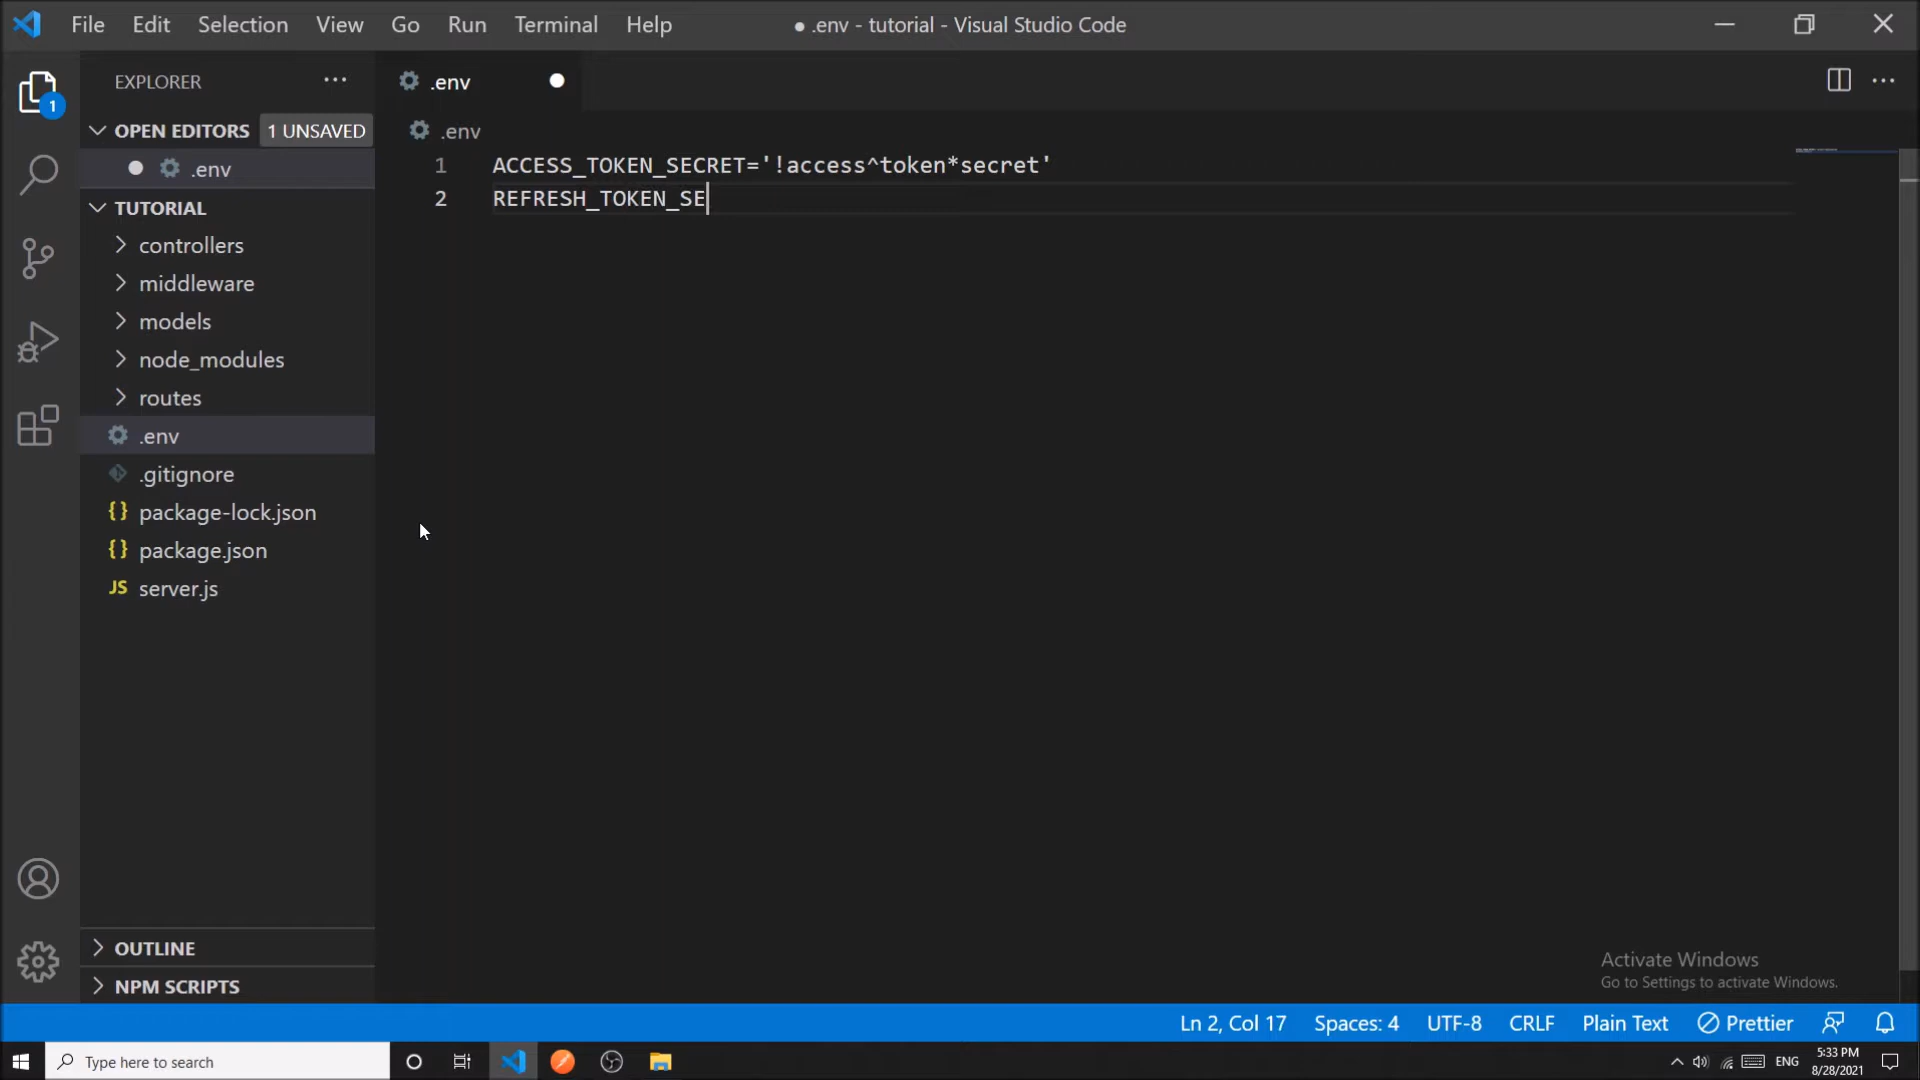 File Edit Selection View Go Run Terminal Help
● .env - tutorial - Visual Studio Code
EXPLORER
.env
1
OPEN EDITORS 1 UNSAVED
.env
.env
TUTORIAL
controllers
middleware
models
node_modules
routes
.env
.gitignore
{} package-lock.json
{} package.json
JS server.js
OUTLINE
NPM SCRIPTS
1 ACCESS_TOKEN_SECRET='!access^token*secret'
2 REFRESH_TOKEN_SE
Activate Windows
Go to Settings to activate Windows.
Ln 2, Col 17 Spaces: 4 UTF-8 CRLF Plain Text Prettier
Type here to search
ENG
5:33 PM
8/28/2021